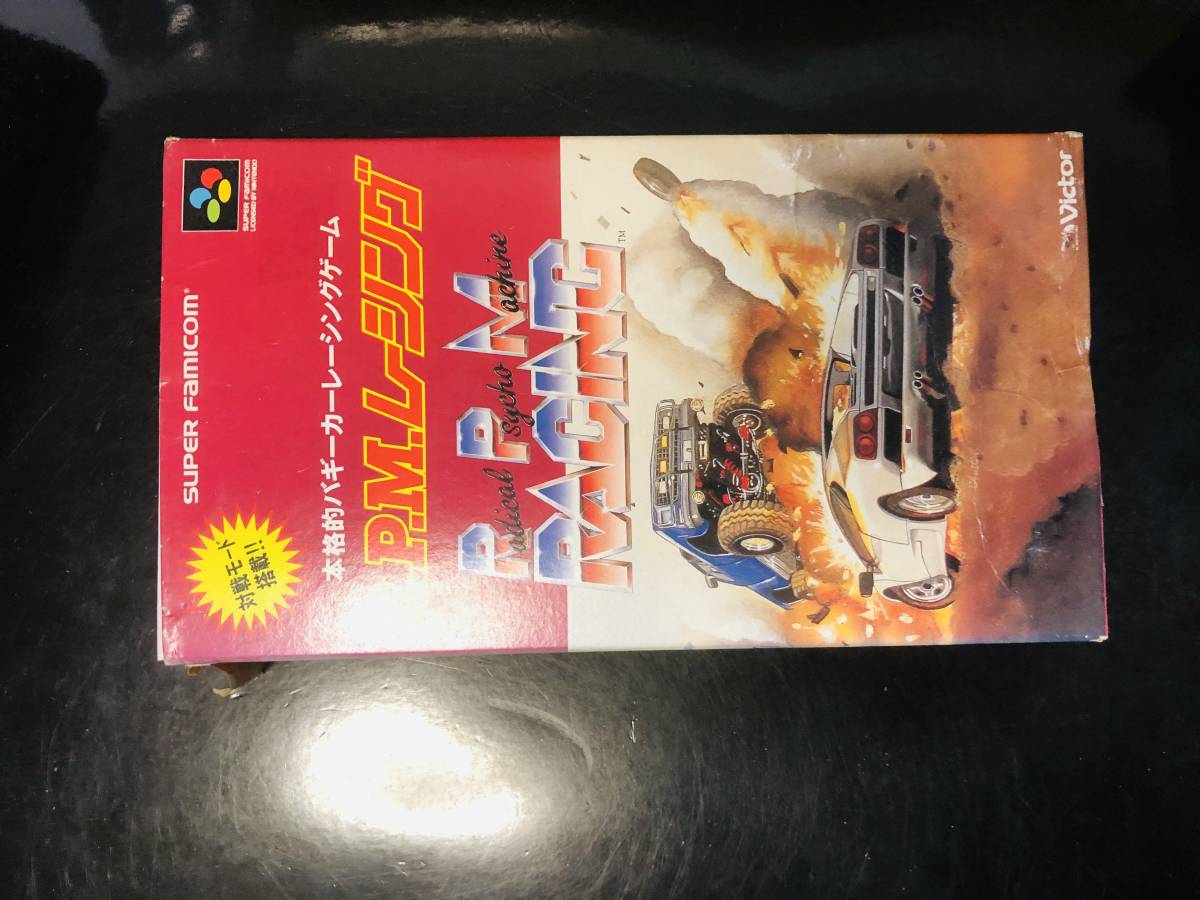 SUPER FAMICOM
SUPER FAMICOM
LICENSED BY NINTENDO
対戦モード
搭載!!
本格的バギーカーレーシングゲーム
R.P.M.レーシング
Radical Psycho Machine
RACING™
Victor